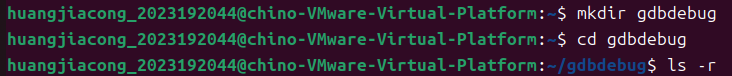 huangjiacong_2023192044@chino-VMware-Virtual-Platform:~$ mkdir gdbdebug
huangjiacong_2023192044@chino-VMware-Virtual-Platform:~$ cd gdbdebug
huangjiacong_2023192044@chino-VMware-Virtual-Platform:~/gdbdebug$ ls -r